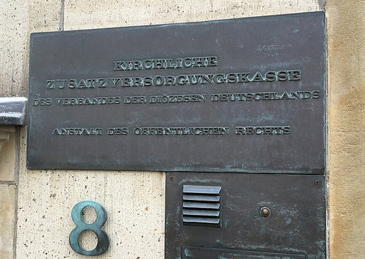 KIRCHLICHE
ZUSATZVERSORGUNGSKASSE
DES VERBANDES DER DIÖZESEN DEUTSCHLANDS
ANSTALT DES ÖFFENTLICHEN RECHTS
8